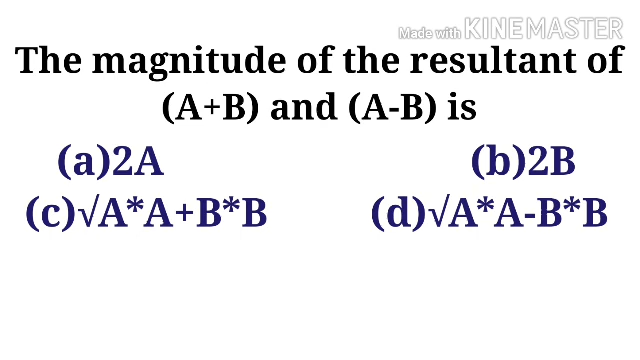 Made with KINEMASTER
The magnitude of the resultant of
(A+B) and (A-B) is
(a)2A (b)2B
(c)√A*A+B*B (d)√A*A-B*B